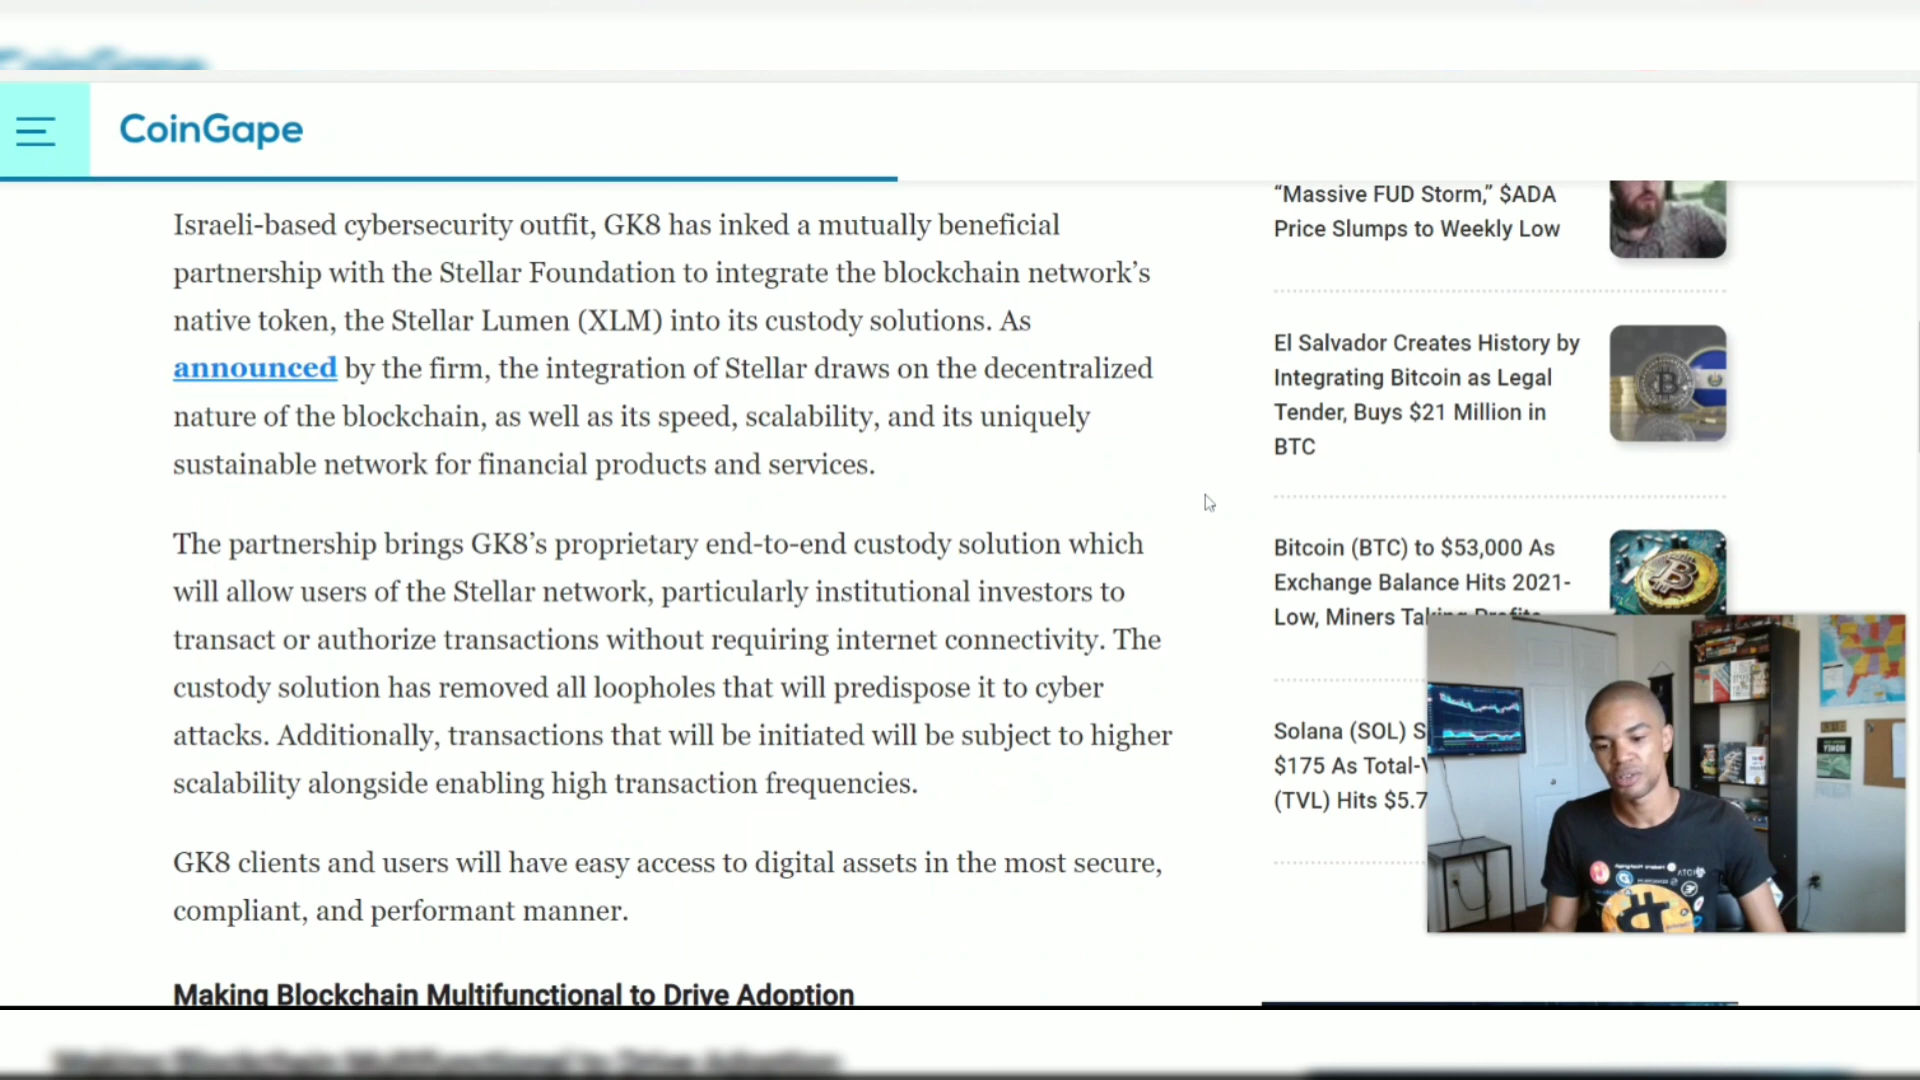 CoinGape
Israeli-based cybersecurity outfit, GK8 has inked a mutually beneficial
partnership with the Stellar Foundation to integrate the blockchain network’s
native token, the Stellar Lumen (XLM) into its custody solutions. As
announced by the firm, the integration of Stellar draws on the decentralized
nature of the blockchain, as well as its speed, scalability, and its uniquely
sustainable network for financial products and services.
The partnership brings GK8’s proprietary end-to-end custody solution which
will allow users of the Stellar network, particularly institutional investors to
transact or authorize transactions without requiring internet connectivity. The
custody solution has removed all loopholes that will predispose it to cyber
attacks. Additionally, transactions that will be initiated will be subject to higher
scalability alongside enabling high transaction frequencies.
GK8 clients and users will have easy access to digital assets in the most secure,
compliant, and performant manner.
Making Blockchain Multifunctional to Drive Adoption
“Massive FUD Storm,” $ADA
Price Slumps to Weekly Low
El Salvador Creates History by
Integrating Bitcoin as Legal
Tender, Buys $21 Million in
BTC
Bitcoin (BTC) to $53,000 As
Exchange Balance Hits 2021-
Low, Miners Taking Profits
Solana (SOL) S
$175 As Total-V
(TVL) Hits $5.7